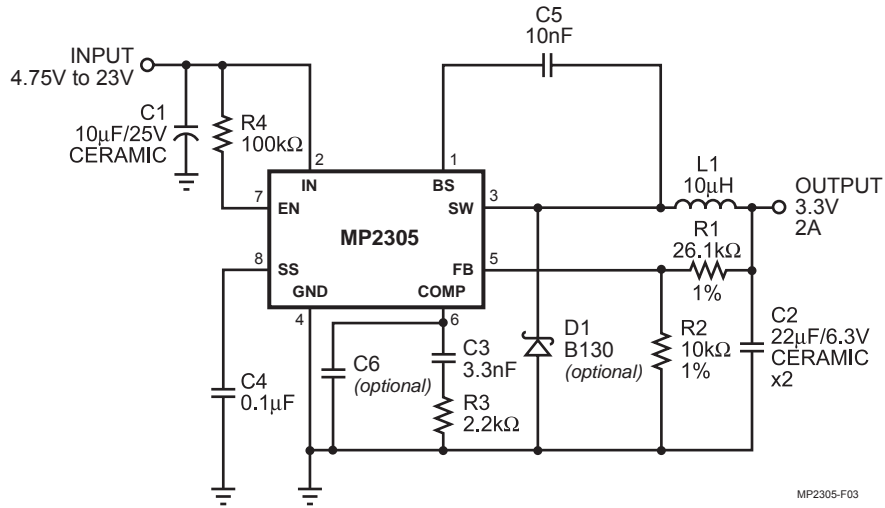 C5
10nF
INPUT
4.75V to 23V
C1
10µF/25V
CERAMIC
R4
100kΩ
2
1
IN
BS
L1
10µH
OUTPUT
3.3V
2A
7
EN
SW
3
MP2305
R1
26.1kΩ
1%
8
SS
FB
5
GND
COMP
4
6
C4
0.1µF
C6
(optional)
C3
3.3nF
R3
2.2kΩ
D1
B130
(optional)
R2
10kΩ
1%
C2
22µF/6.3V
CERAMIC
x2
MP2305-F03